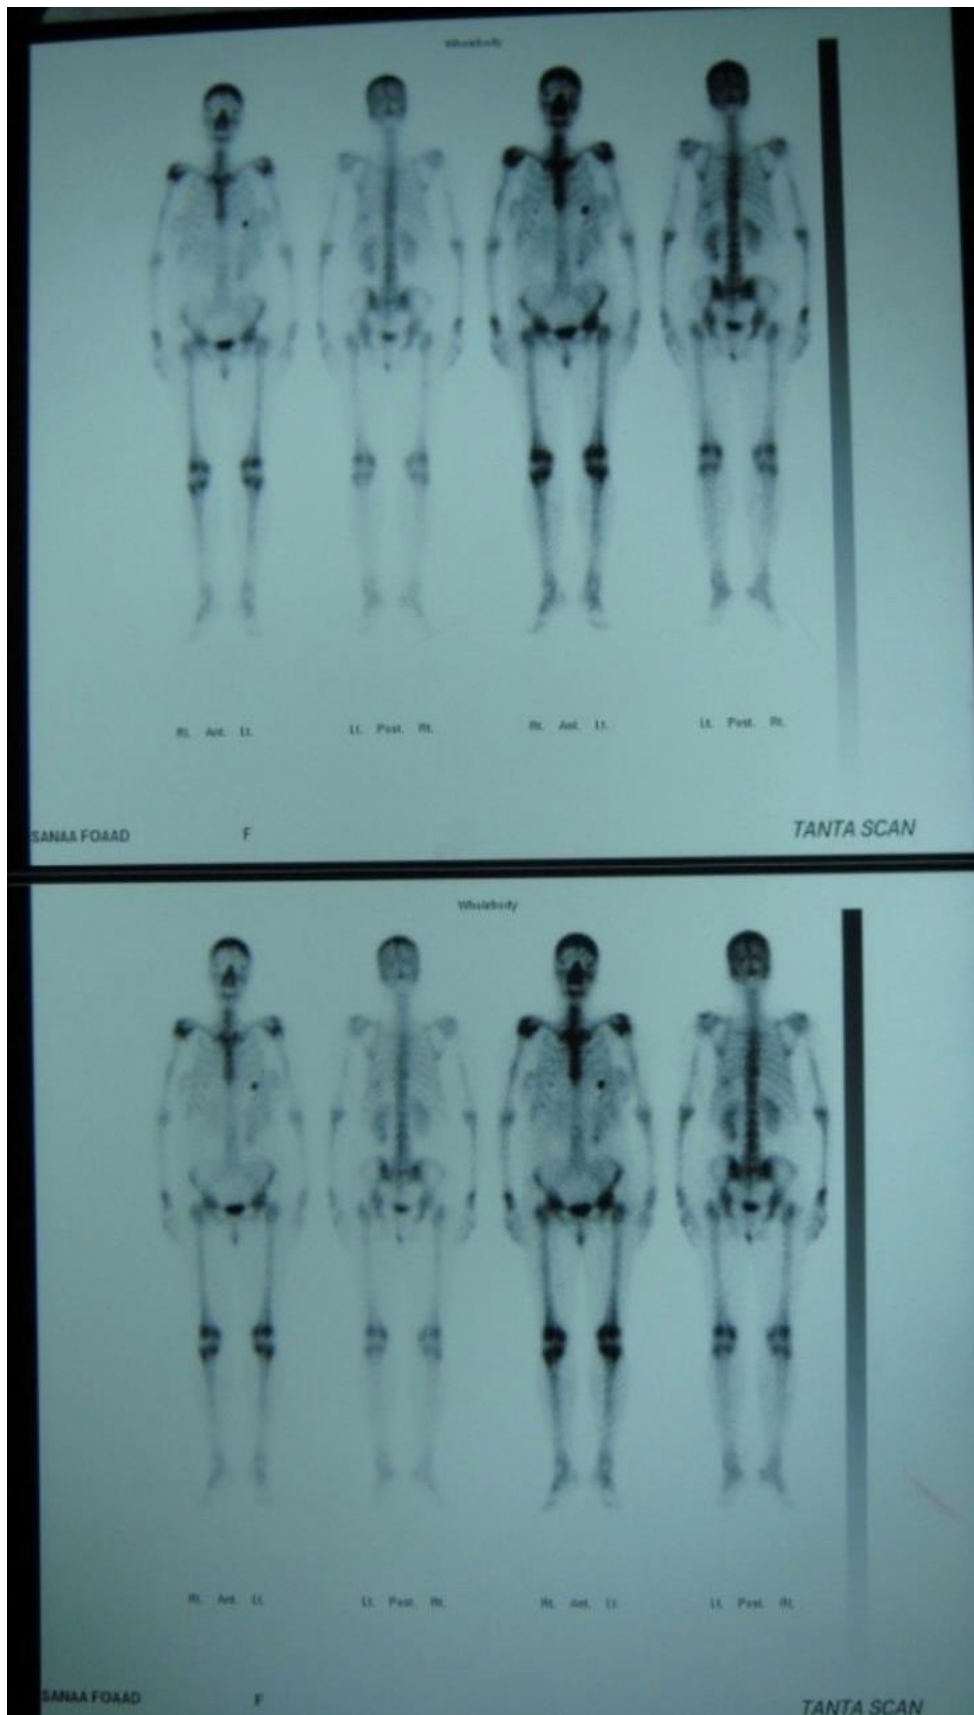 Wholebody
Rt. Ant. Lt.
Lt. Post. Rt.
Rt. Ant. Lt.
Lt. Post. Rt.
SANAA FOAAD
F
TANTA SCAN
Wholebody
Rt. Ant. Lt.
Lt. Post. Rt.
Rt. Ant. Lt.
Lt. Post. Rt.
SANAA FOAAD
F
TANTA SCAN